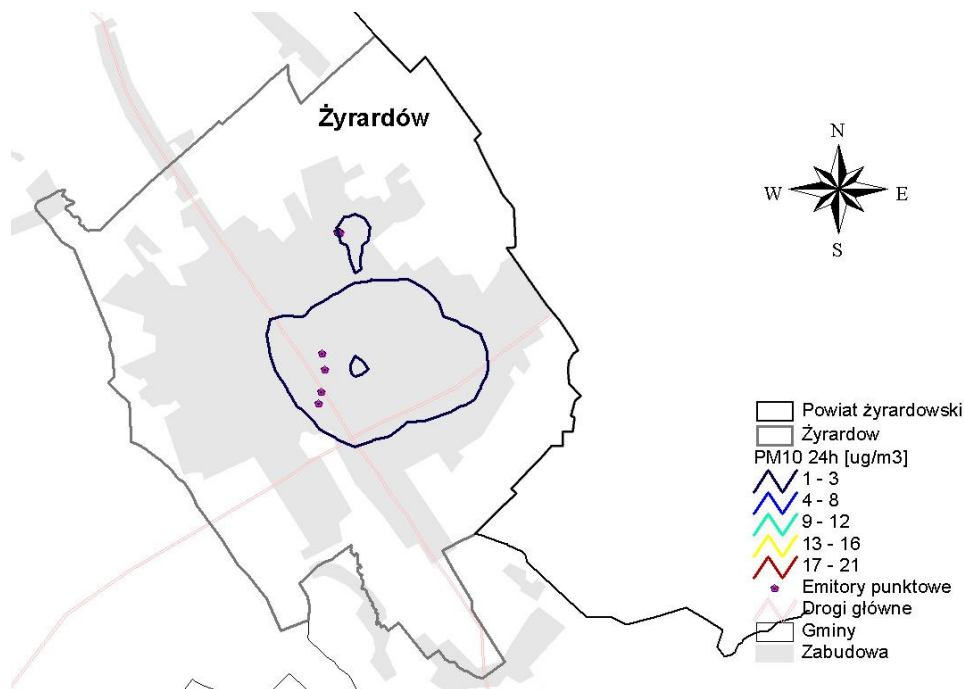 Żyrardów
N
W E
S
Powiat żyrardowski
Żyrardow
PM10 24h [ug/m3]
1 - 3
4 - 8
9 - 12
13 - 16
17 - 21
Emitory punktowe
Drogi główne
Gminy
Zabudowa